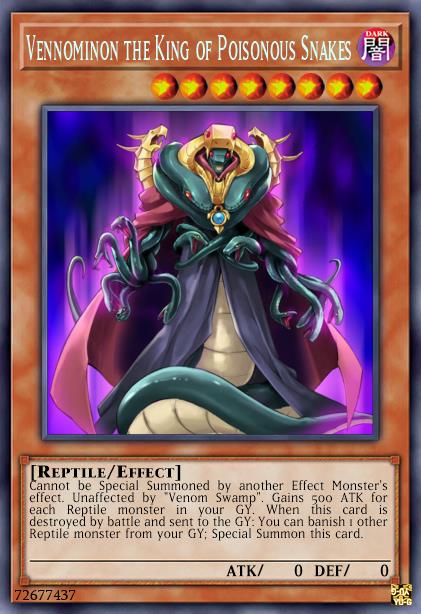 Vennominon the King of Poisonous Snakes
DARK
闇
[Reptile/Effect]
Cannot be Special Summoned by another Effect Monster's
effect. Unaffected by "Venom Swamp". Gains 500 ATK for
each Reptile monster in your GY. When this card is
destroyed by battle and sent to the GY: You can banish 1 other
Reptile monster from your GY; Special Summon this card.
ATK/ 0 DEF/ 0
72677437